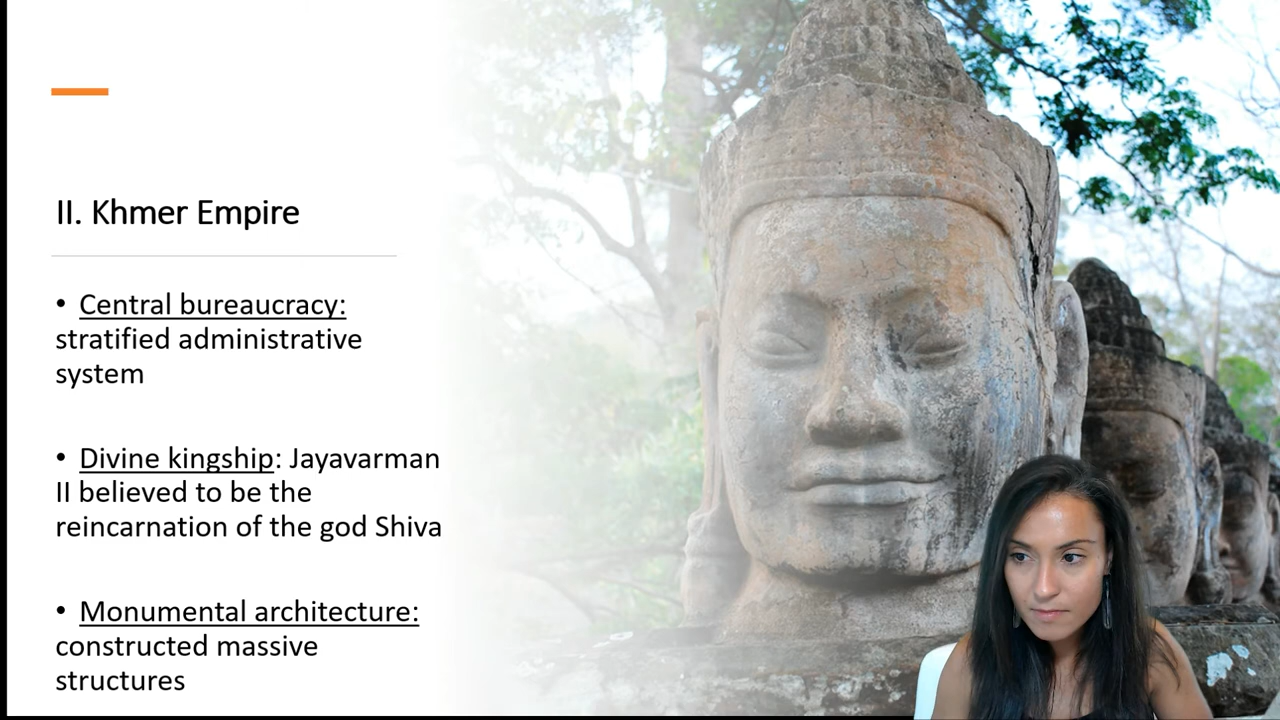 II. Khmer Empire
• Central bureaucracy:
stratified administrative
system
• Divine kingship: Jayavarman
II believed to be the
reincarnation of the god Shiva
• Monumental architecture:
constructed massive
structures